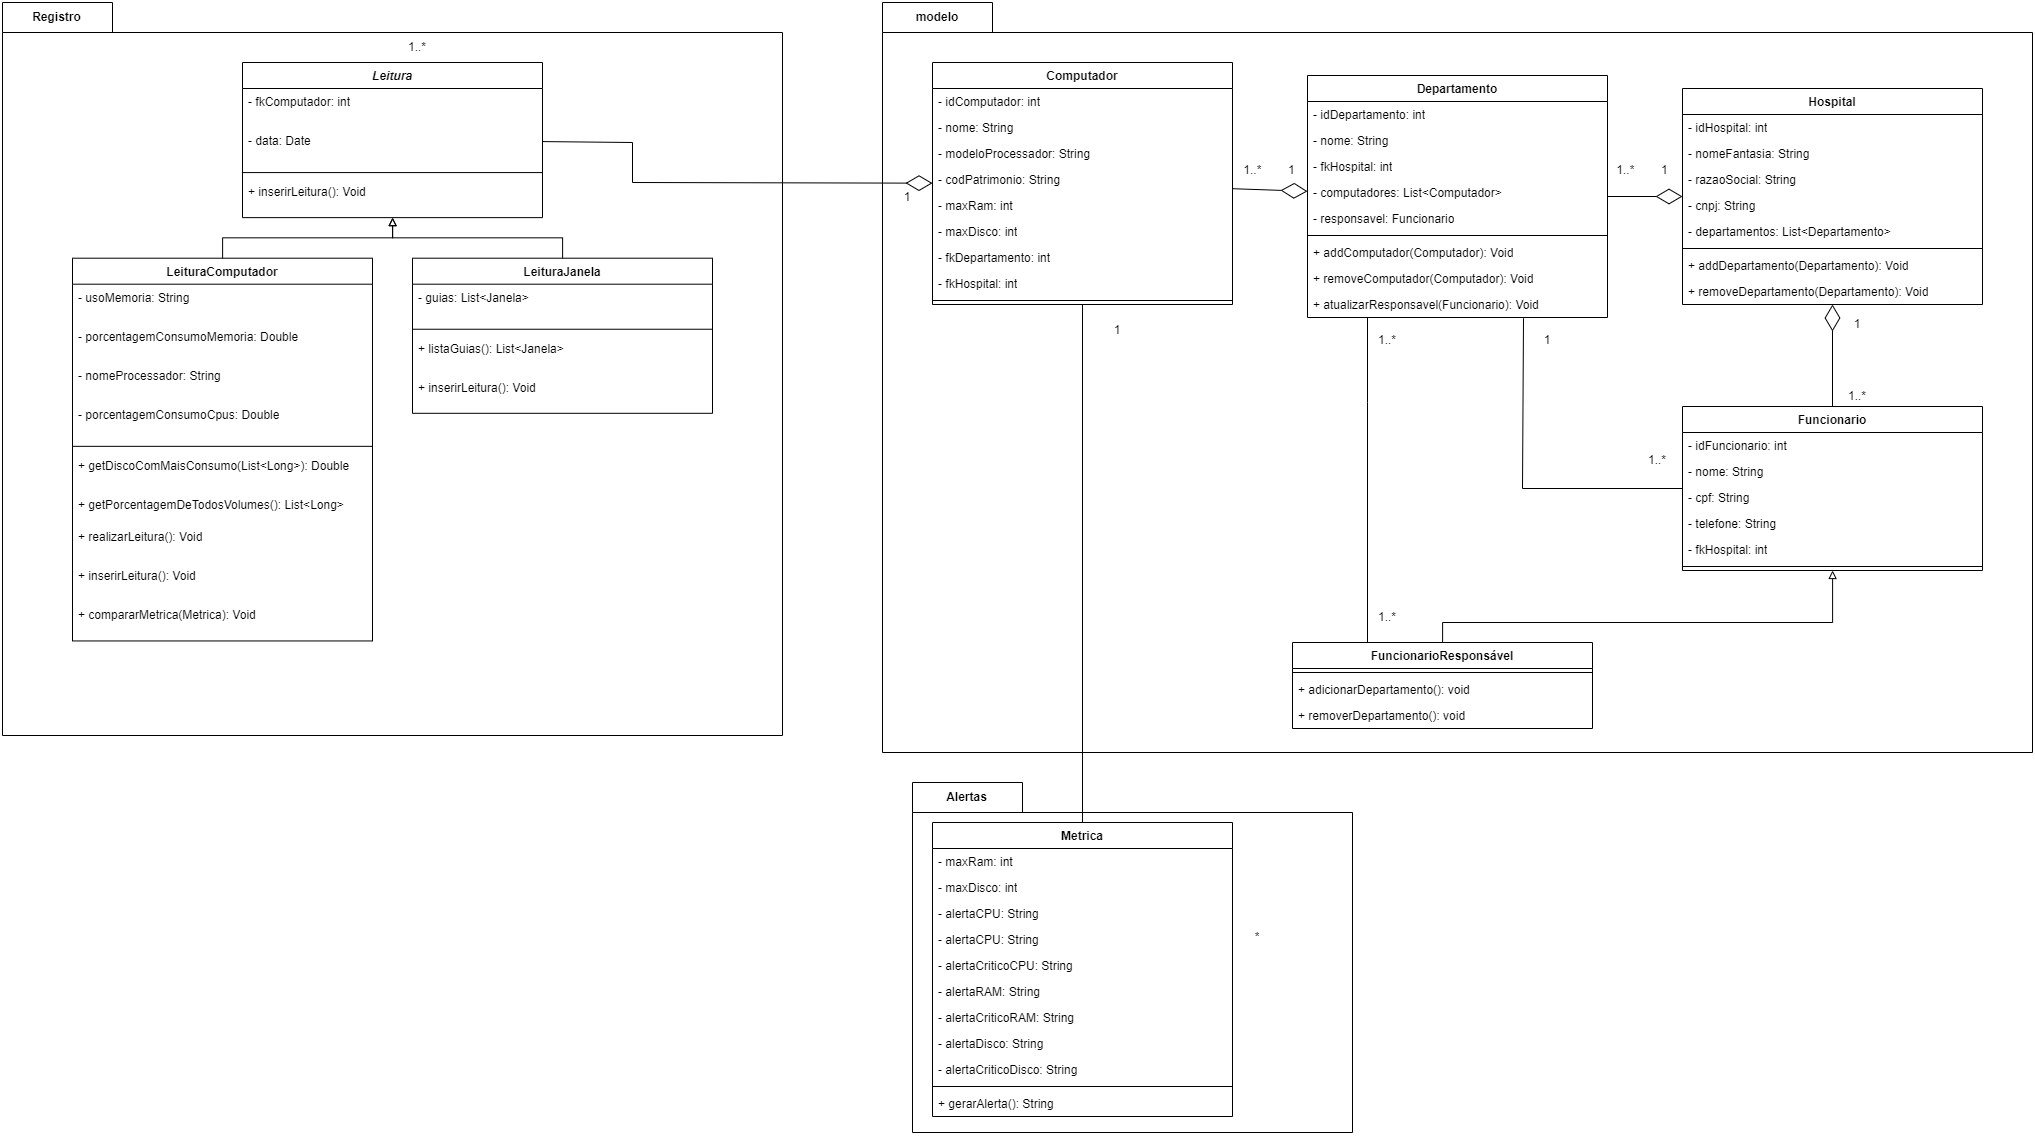 Registro
1..*
Leitura
- fkComputador: int
- data: Date
+ inserirLeitura(): Void
LeituraComputador
- usoMemoria: String
- porcentagemConsumoMemoria: Double
- nomeProcessador: String
- porcentagemConsumoCpus: Double
+ getDiscoComMaisConsumo(List<Long>): Double
+ getPorcentagemDeTodosVolumes(): List<Long>
+ realizarLeitura(): Void
+ inserirLeitura(): Void
+ compararMetrica(Metrica): Void
LeituraJanela
- guias: List<Janela>
+ listaGuias(): List<Janela>
+ inserirLeitura(): Void
modelo
1
Computador
- idComputador: int
- nome: String
- modeloProcessador: String
- codPatrimonio: String
- maxRam: int
- maxDisco: int
- fkDepartamento: int
- fkHospital: int
1
1..*
1
Departamento
- idDepartamento: int
- nome: String
- fkHospital: int
- computadores: List<Computador>
- responsavel: Funcionario
+ addComputador(Computador): Void
+ removeComputador(Computador): Void
+ atualizarResponsavel(Funcionario): Void
1..*
1
1..*
1
Hospital
- idHospital: int
- nomeFantasia: String
- razaoSocial: String
- cnpj: String
- departamentos: List<Departamento>
+ addDepartamento(Departamento): Void
+ removeDepartamento(Departamento): Void
1
1..*
1..*
Funcionario
- idFuncionario: int
- nome: String
- cpf: String
- telefone: String
- fkHospital: int
1..*
FuncionarioResponsável
+ adicionarDepartamento(): void
+ removerDepartamento(): void
Alertas
Metrica
- maxRam: int
- maxDisco: int
- alertaCPU: String
- alertaCPU: String
- alertaCriticoCPU: String
- alertaRAM: String
- alertaCriticoRAM: String
- alertaDisco: String
- alertaCriticoDisco: String
+ gerarAlerta(): String
*